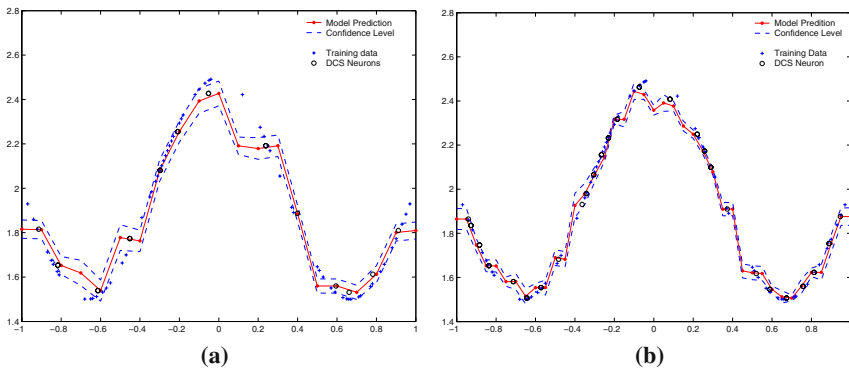 2.8
2.6
2.4
2.2
2
1.8
1.6
1.4
−1 −0.8 −0.6 −0.4 −0.2 0 0.2 0.4 0.6 0.8 1
Model Prediction
Confidence Level
Training data
DCS Neurons
(a)
2.8
2.6
2.4
2.2
2
1.8
1.6
1.4
−1 −0.8 −0.6 −0.4 −0.2 0 0.2 0.4 0.6 0.8
Model Predition
Confidence Level
Training Data
DCS Neuron
(b)